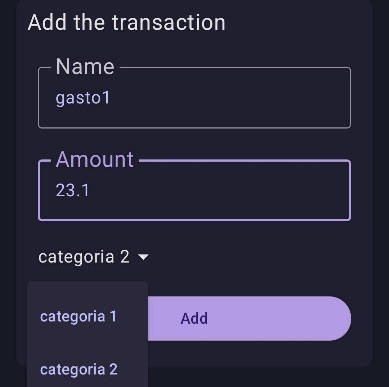 Add the transaction
Name
gasto1
Amount
23.1
categoria 2
categoria 1
Add
categoria 2